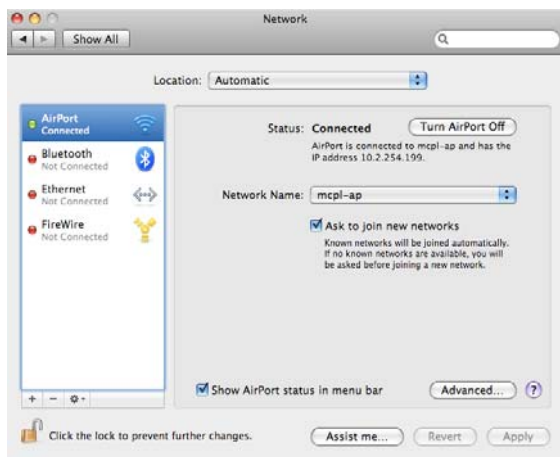 Network
Show All
Location: Automatic
AirPort
Connected
Bluetooth
Not Connected
Ethernet
Not Connected
FireWire
Not Connected
Status: Connected
Turn AirPort Off
AirPort is connected to mcpl-ap and has the
IP address 10.2.254.199.
Network Name: mcpl-ap
Ask to join new networks
Known networks will be joined automatically.
If no known networks are available, you will
be asked before joining a new network.
Show AirPort status in menu bar
Advanced... ?
Click the lock to prevent further changes.
Assist me... Revert Apply